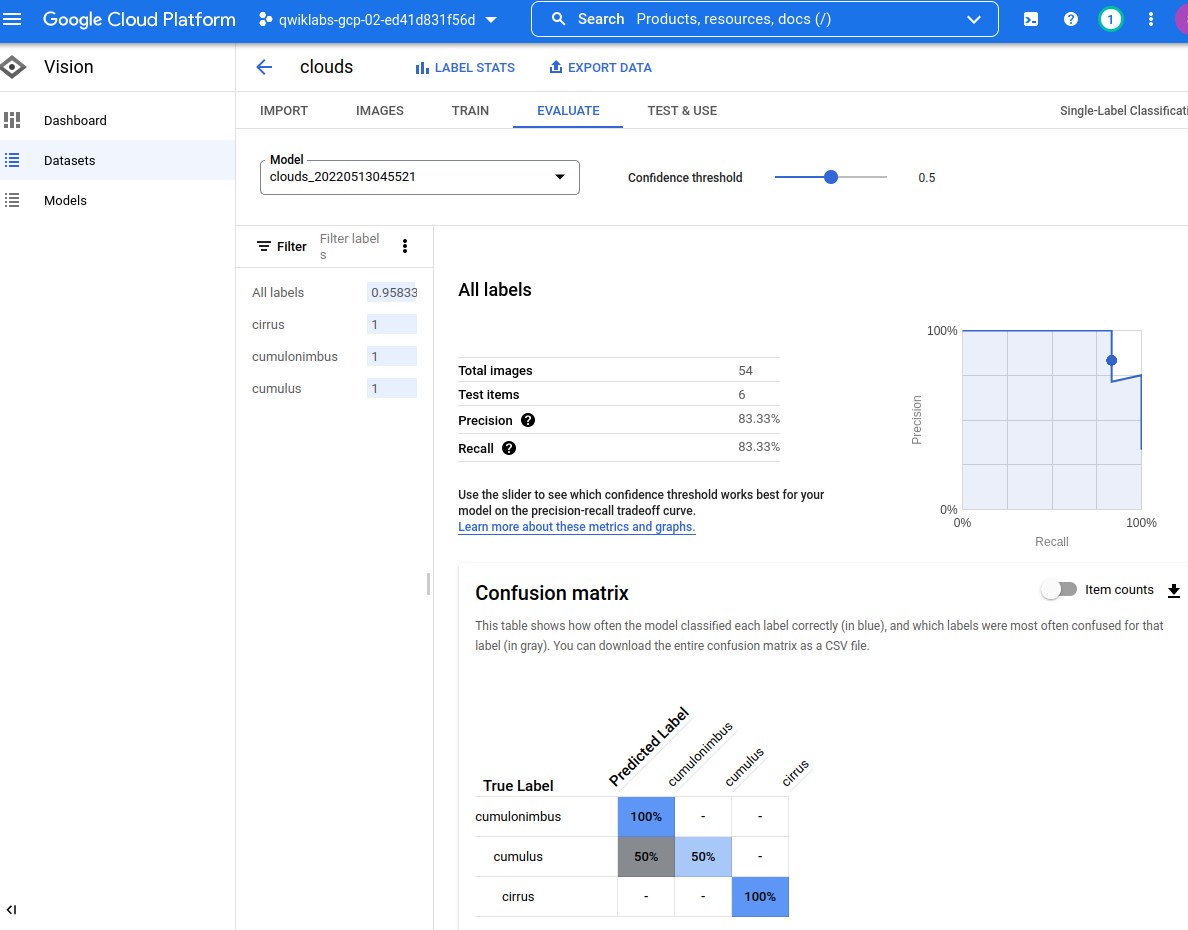 Google Cloud Platform
qwiklabs-gcp-02-ed41d831f56d
Search Products, resources, docs (/)
1
Vision
clouds
LABEL STATS
EXPORT DATA
Dashboard
Datasets
Models
IMPORT
IMAGES
TRAIN
EVALUATE
TEST & USE
Single-Label Classificati
Model
clouds_20220513045521
Confidence threshold
0.5
Filter
Filter label
s
All labels 0.95833
cirrus 1
cumulonimbus 1
cumulus 1
All labels
Total images 54
Test items 6
Precision ? 83.33%
Recall ? 83.33%
Use the slider to see which confidence threshold works best for your
model on the precision-recall tradeoff curve.
Learn more about these metrics and graphs.
100%
Precision
0%
0%
100%
Recall
Confusion matrix
Item counts
This table shows how often the model classified each label correctly (in blue), and which labels were most often confused for that
label (in gray). You can download the entire confusion matrix as a CSV file.
True Label
Predicted Label
cumulonimbus
cumulus
cirrus
cumulonimbus 100% - -
cumulus 50% 50% -
cirrus - - 100%